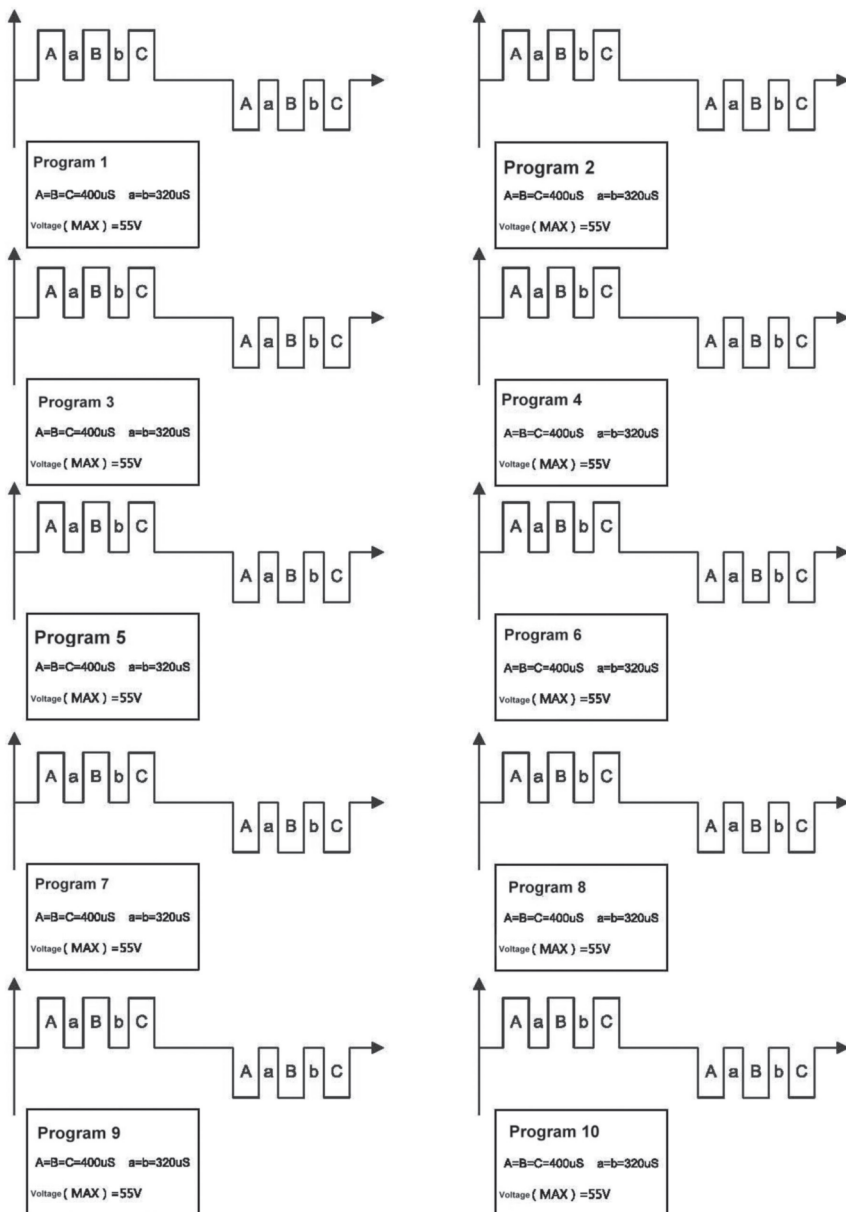 A a B b C
A a B b C
Program 1
A=B=C=400uS a=b=320uS
Voltage ( MAX ) =55V
A a B b C
A a B b C
Program 2
A=B=C=400uS a=b=320uS
Voltage ( MAX ) =55V
A a B b C
A a B b C
Program 3
A=B=C=400uS a=b=320uS
Voltage ( MAX ) =55V
A a B b C
A a B b C
Program 4
A=B=C=400uS a=b=320uS
Voltage ( MAX ) =55V
A a B b C
A a B b C
Program 5
A=B=C=400uS a=b=320uS
Voltage ( MAX ) =55V
A a B b C
A a B b C
Program 6
A=B=C=400uS a=b=320uS
Voltage ( MAX ) =55V
A a B b C
A a B b C
Program 7
A=B=C=400uS a=b=320uS
Voltage ( MAX ) =55V
A a B b C
A a B b C
Program 8
A=B=C=400uS a=b=320uS
Voltage ( MAX ) =55V
A a B b C
A a B b C
Program 9
A=B=C=400uS a=b=320uS
Voltage ( MAX ) =55V
A a B b C
A a B b C
Program 10
A=B=C=400uS a=b=320uS
Voltage ( MAX ) =55V